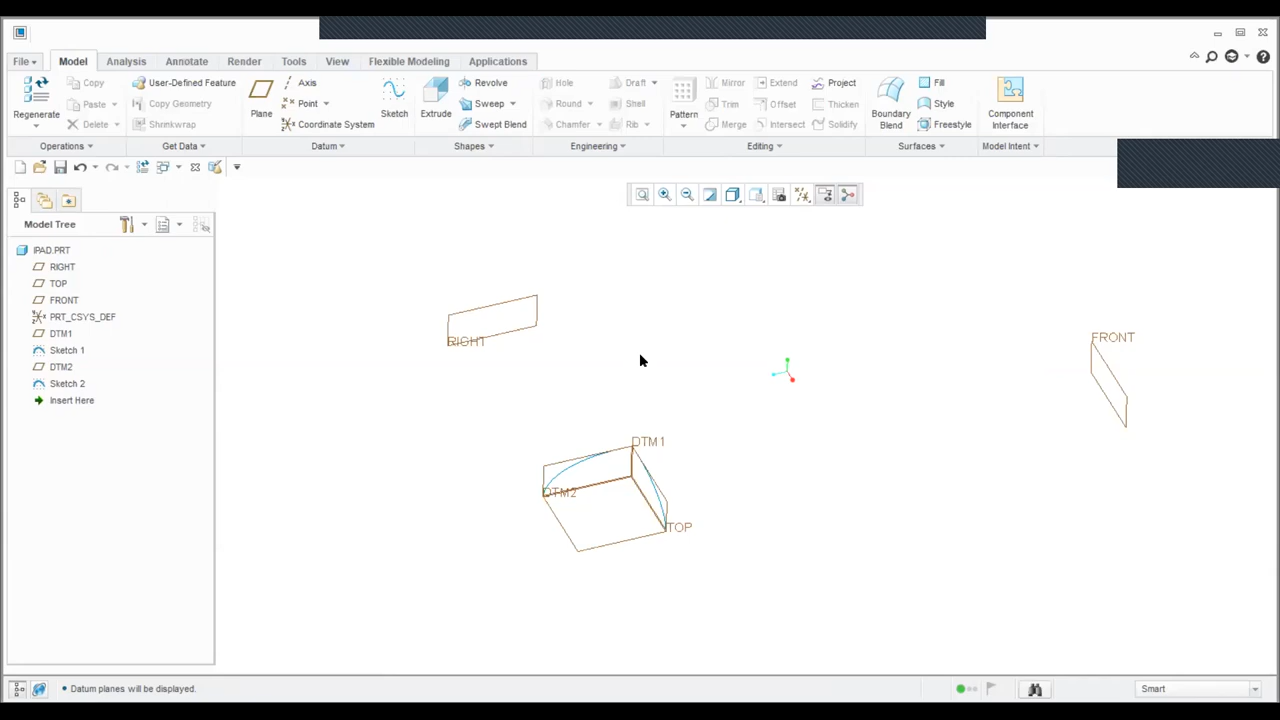 File
Model
Analysis
Annotate
Render
Tools
View
Flexible Modeling
Applications
Regenerate
Copy
Paste
Delete
Operations
User-Defined Feature
Copy Geometry
Shrinkwrap
Get Data
Plane
Axis
Point
Coordinate System
Sketch
Datum
Extrude
Revolve
Sweep
Swept Blend
Shapes
Hole
Round
Chamfer
Draft
Shell
Rib
Engineering
Pattern
Mirror
Trim
Merge
Extend
Offset
Intersect
Project
Thicken
Solidify
Editing
Boundary
Blend
Fill
Style
Freestyle
Surfaces
Component
Interface
Model Intent
Model Tree
IPAD.PRT
RIGHT
TOP
FRONT
PRT_CSYS_DEF
DTM1
Sketch 1
DTM2
Sketch 2
Insert Here
RIGHT
FRONT
DTM1
DTM2
TOP
• Datum planes will be displayed.
Smart